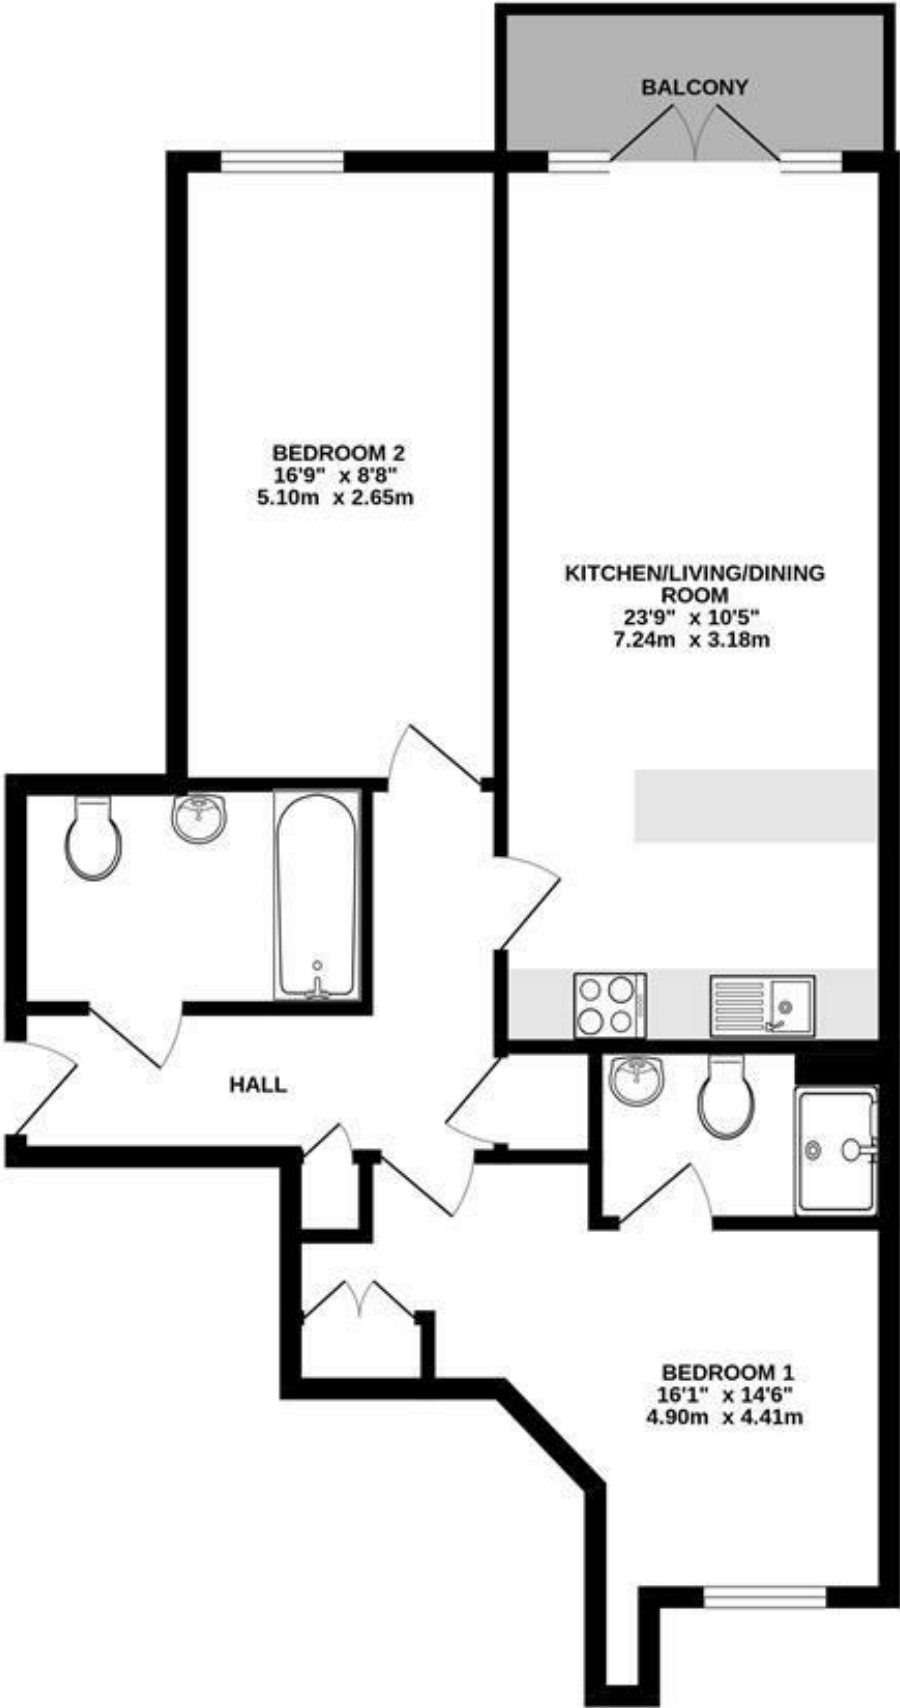 BALCONY
BEDROOM 2
16'9" x 8'8"
5.10m x 2.65m
KITCHEN/LIVING/DINING
ROOM
23'9" x 10'5"
7.24m x 3.18m
HALL
BEDROOM 1
16'1" x 14'6"
4.90m x 4.41m